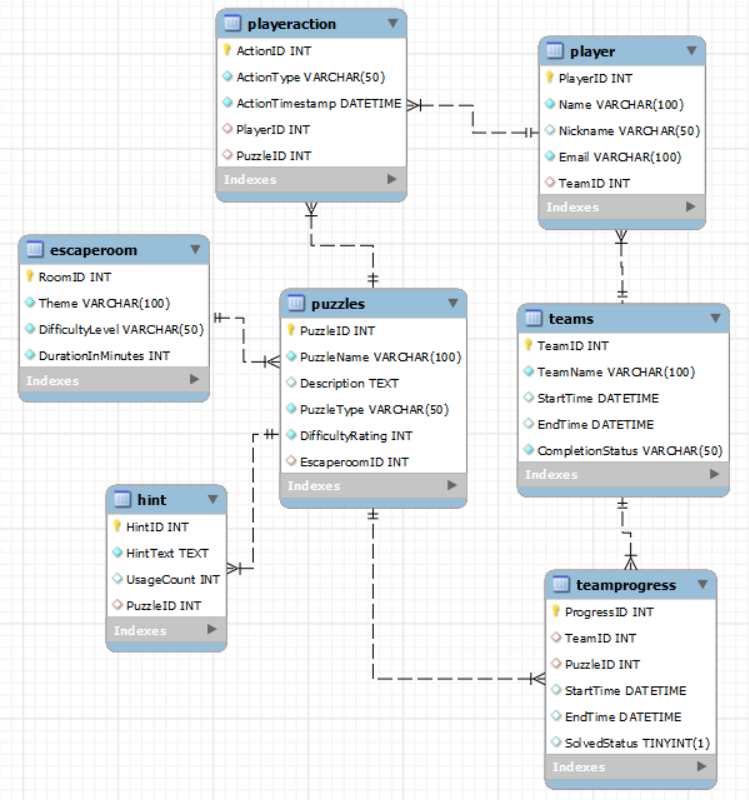 playeraction
ActionID INT
ActionType VARCHAR(50)
ActionTimestamp DATETIME
PlayerID INT
PuzzleID INT
Indexes
player
PlayerID INT
Name VARCHAR(100)
Nickname VARCHAR(50)
Email VARCHAR(100)
TeamID INT
Indexes
escaperoom
RoomID INT
Theme VARCHAR(100)
DifficultyLevel VARCHAR(50)
DurationInMinutes INT
Indexes
puzzles
PuzzleID INT
PuzzleName VARCHAR(100)
Description TEXT
PuzzleType VARCHAR(50)
DifficultyRating INT
EscaperoomID INT
Indexes
teams
TeamID INT
TeamName VARCHAR(100)
StartTime DATETIME
EndTime DATETIME
CompletionStatus VARCHAR(50)
Indexes
hint
HintID INT
HintText TEXT
UsageCount INT
PuzzleID INT
Indexes
teamprogress
ProgressID INT
TeamID INT
PuzzleID INT
StartTime DATETIME
EndTime DATETIME
SolvedStatus TINYINT(1)
Indexes